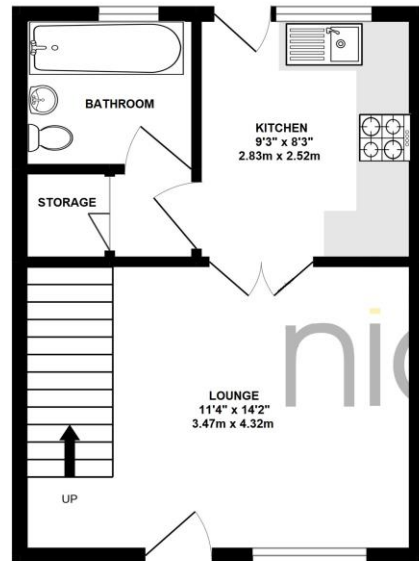 BATHROOM
KITCHEN
9'3" x 8'3"
2.83m x 2.52m
STORAGE
LOUNGE
11'4" x 14'2"
3.47m x 4.32m
UP